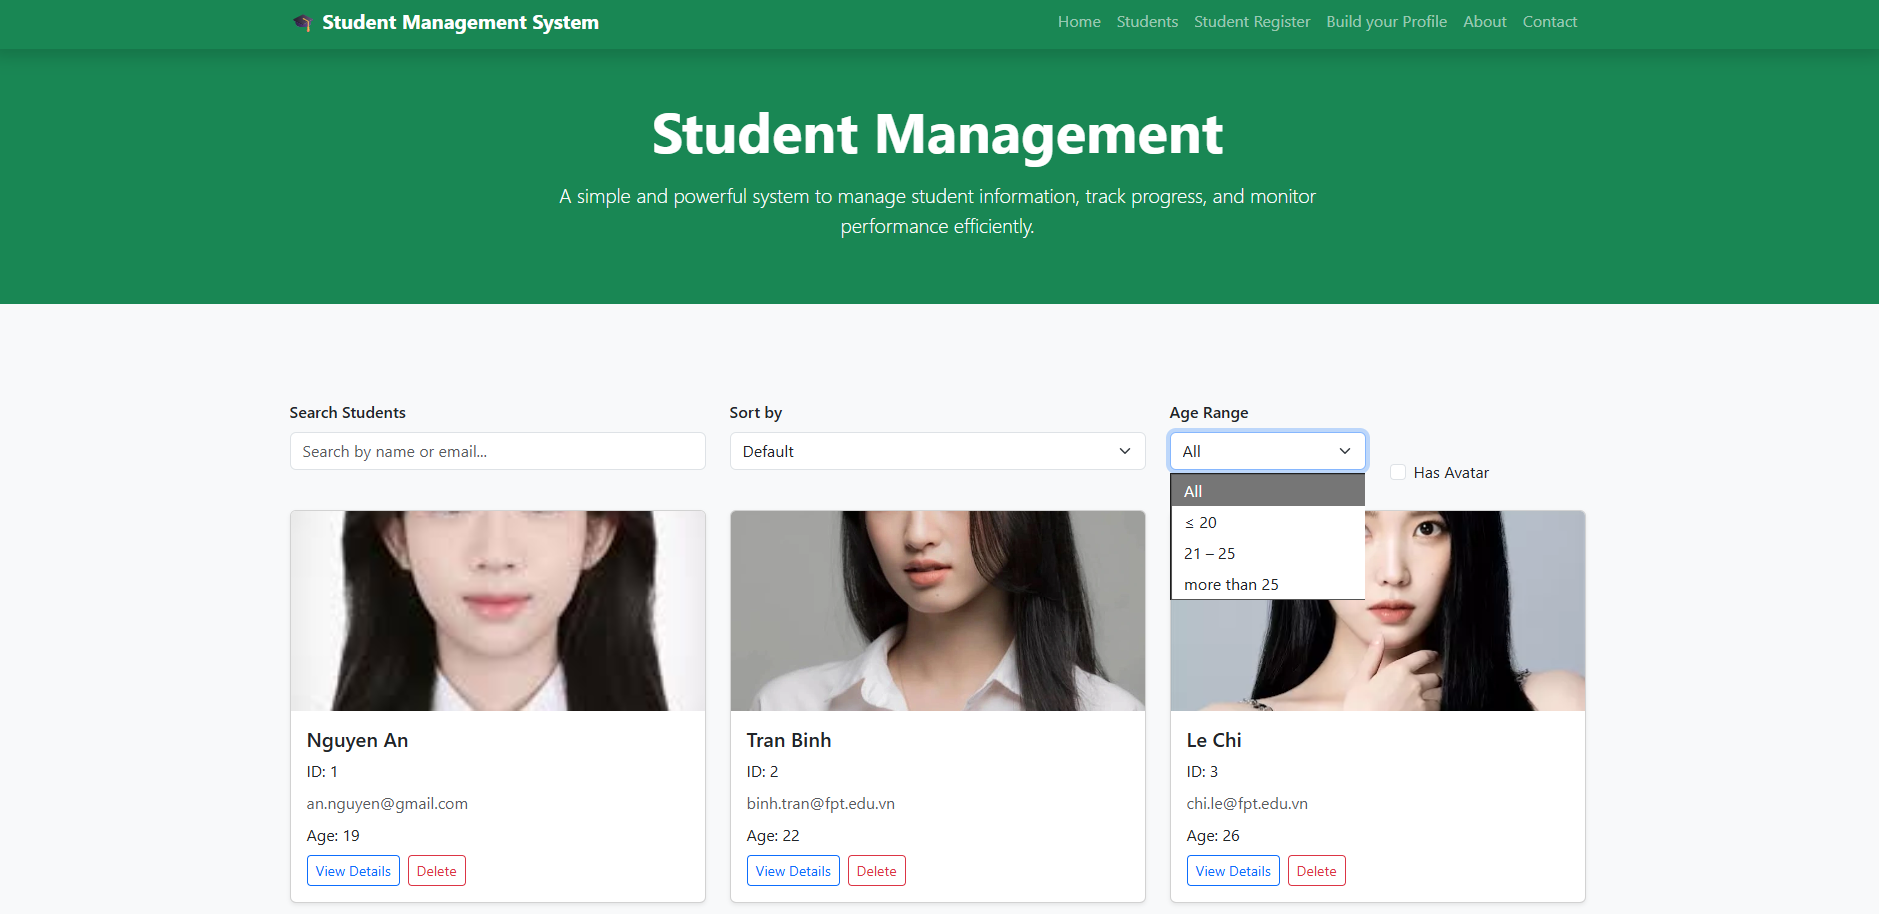 Student Management System
Home Students Student Register Build your Profile About Contact
Student Management
A simple and powerful system to manage student information, track progress, and monitor
performance efficiently.
Search Students
Search by name or email...
Sort by
Default
Age Range
All
All
≤ 20
21 – 25
more than 25
Has Avatar
Nguyen An
ID: 1
an.nguyen@gmail.com
Age: 19
View Details Delete
Tran Binh
ID: 2
binh.tran@fpt.edu.vn
Age: 22
View Details Delete
Le Chi
ID: 3
chi.le@fpt.edu.vn
Age: 26
View Details Delete